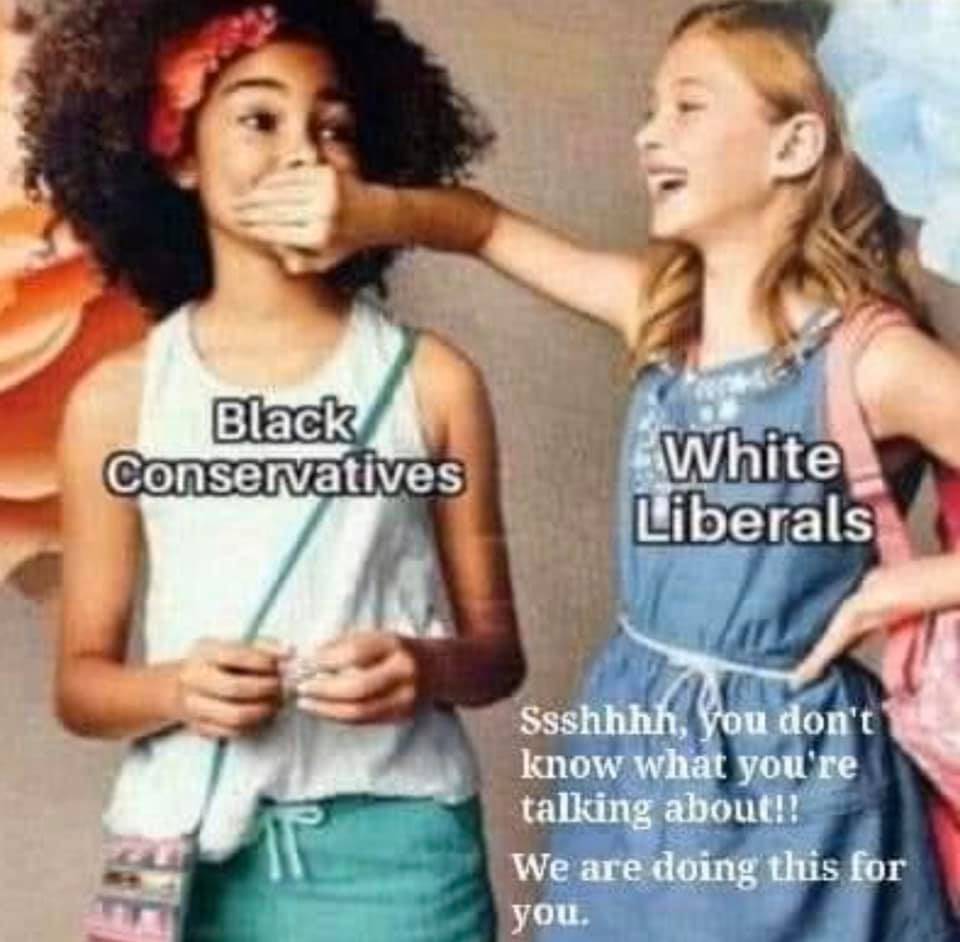 Black
Conservatives
White
Liberals
Ssshhhh, you don't
know what you're
talking about!!
We are doing this for
you.